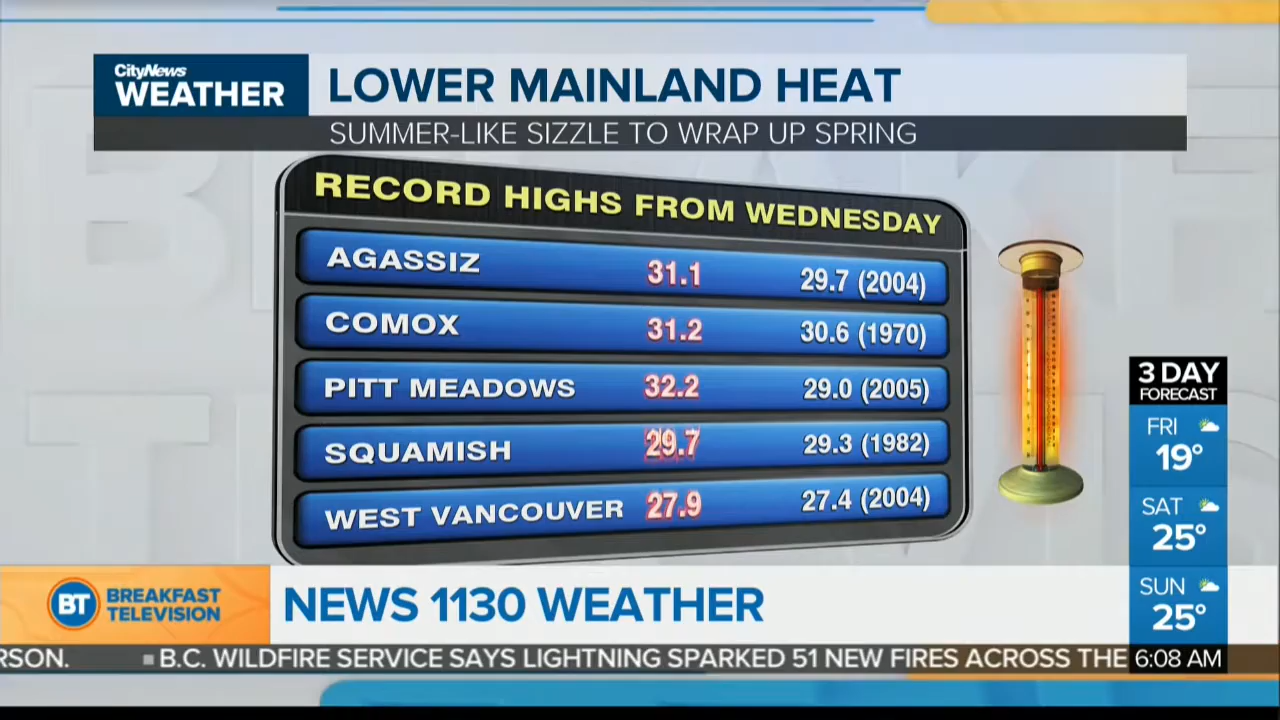 CityNews
WEATHER
LOWER MAINLAND HEAT
SUMMER-LIKE SIZZLE TO WRAP UP SPRING
RECORD HIGHS FROM WEDNESDAY
AGASSIZ 31.1 29.7 (2004)
COMOX 31.2 30.6 (1970)
PITT MEADOWS 32.2 29.0 (2005)
SQUAMISH 29.7 29.3 (1982)
WEST VANCOUVER 27.9 27.4 (2004)
3 DAY
FORECAST
FRI
19°
SAT
25°
SUN
25°
BT BREAKFAST
TELEVISION
NEWS 1130 WEATHER
RSON. ■ B.C. WILDFIRE SERVICE SAYS LIGHTNING SPARKED 51 NEW FIRES ACROSS THE 6:08 AM